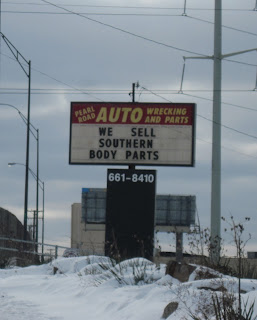 PEARL ROAD AUTO WRECKING AND PARTS
WE SELL
SOUTHERN
BODY PARTS
661-8410